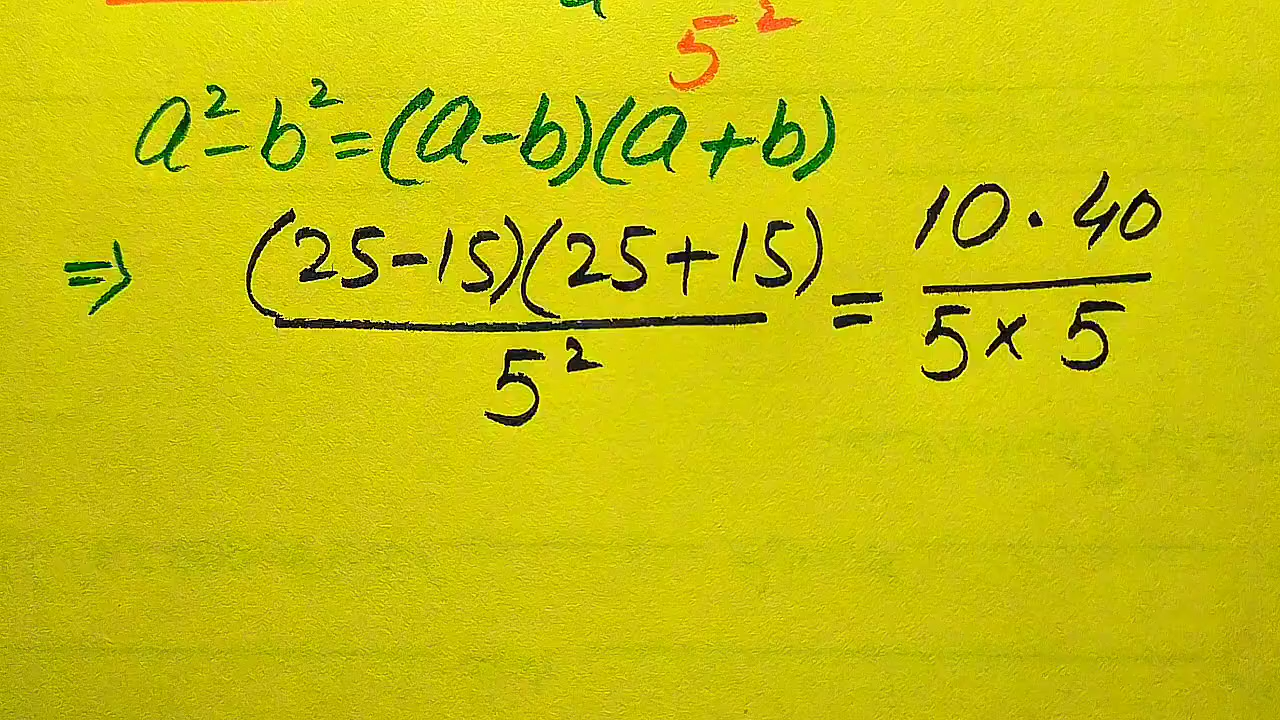 5²
a²-b²=(a-b)(a+b)
⇒ (25-15)(25+15)/5² = 10·40/5×5